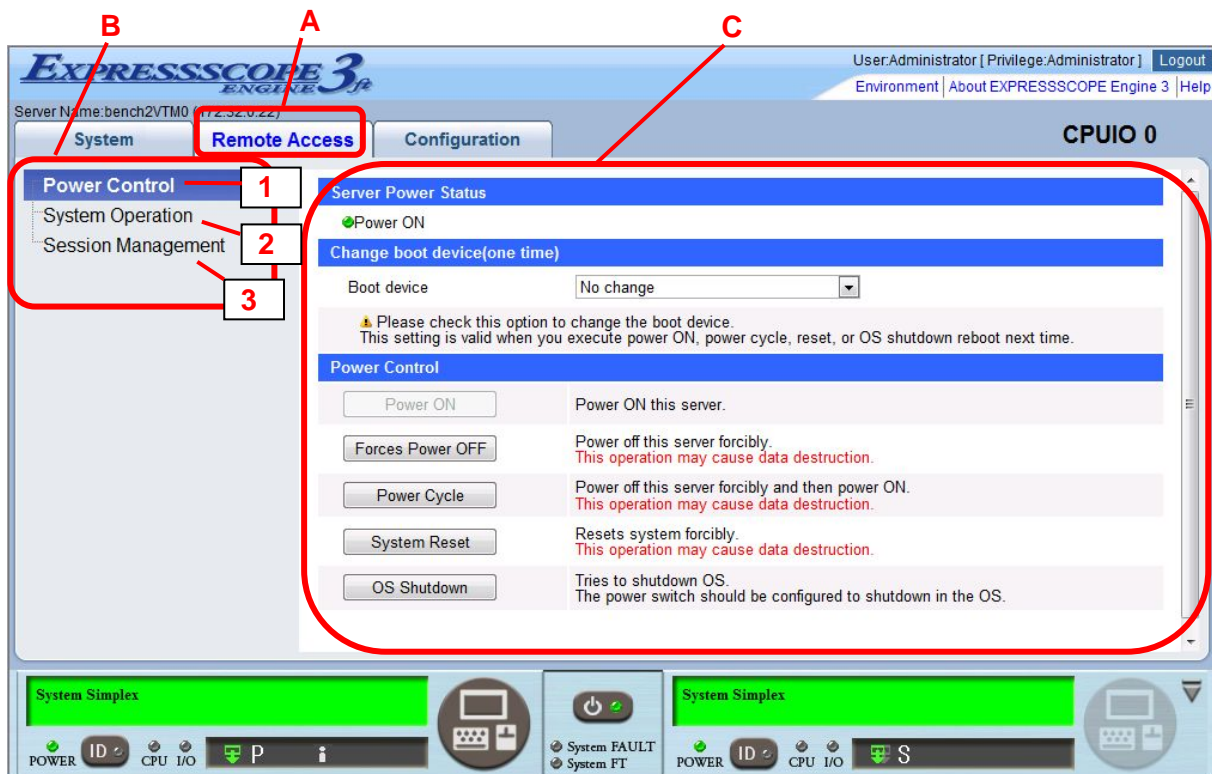 B
A
C
EXPRESSSCOPE
ENGINE 3 ft
User:Administrator [ Privilege:Administrator ] Logout
Environment About EXPRESSSCOPE Engine 3 Help
Server Name:bench2VTM0 (172.32.0.22)
System
Remote Access
Configuration
CPUIO 0
Power Control
1
System Operation
2
Session Management
3
Server Power Status
Power ON
Change boot device(one time)
Boot device
No change
Please check this option to change the boot device.
This setting is valid when you execute power ON, power cycle, reset, or OS shutdown reboot next time.
Power Control
Power ON
Power ON this server.
Forces Power OFF
Power off this server forcibly.
This operation may cause data destruction.
Power Cycle
Power off this server forcibly and then power ON.
This operation may cause data destruction.
System Reset
Resets system forcibly.
This operation may cause data destruction.
OS Shutdown
Tries to shutdown OS.
The power switch should be configured to shutdown in the OS.
System Simplex
POWER
ID
CPU I/O
P i
System FAULT
System FT
System Simplex
POWER
ID
CPU I/O
S